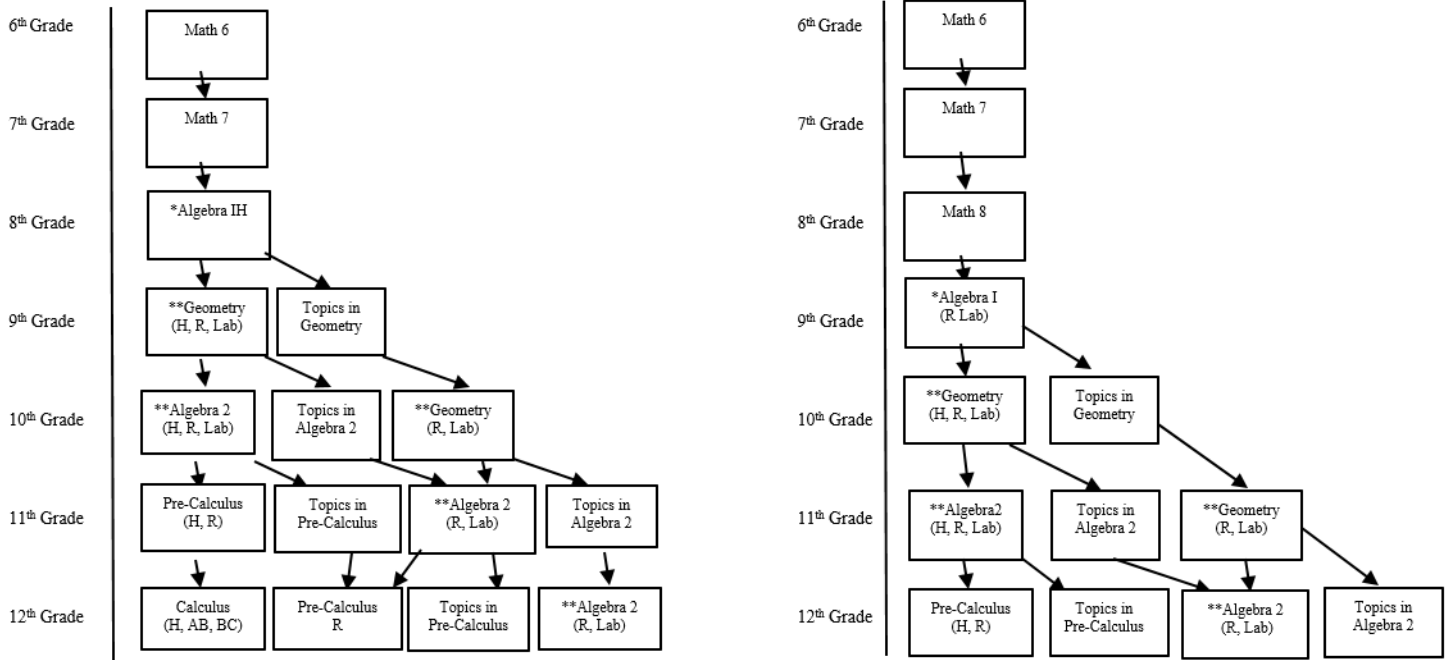 6th Grade
Math 6
7th Grade
Math 7
8th Grade
*Algebra IH
9th Grade
**Geometry
(H, R, Lab)
Topics in
Geometry
10th Grade
**Algebra 2
(H, R, Lab)
Topics in
Algebra 2
**Geometry
(R, Lab)
11th Grade
Pre-Calculus
(H, R)
Topics in
Pre-Calculus
**Algebra 2
(R, Lab)
Topics in
Algebra 2
12th Grade
Calculus
(H, AB, BC)
Pre-Calculus
R
Topics in
Pre-Calculus
**Algebra 2
(R, Lab)
6th Grade
Math 6
7th Grade
Math 7
8th Grade
Math 8
9th Grade
*Algebra I
(R Lab)
10th Grade
**Geometry
(H, R, Lab)
Topics in
Geometry
11th Grade
**Algebra2
(H, R, Lab)
Topics in
Algebra 2
**Geometry
(R, Lab)
12th Grade
Pre-Calculus
(H, R)
Topics in
Pre-Calculus
**Algebra 2
(R, Lab)
Topics in
Algebra 2